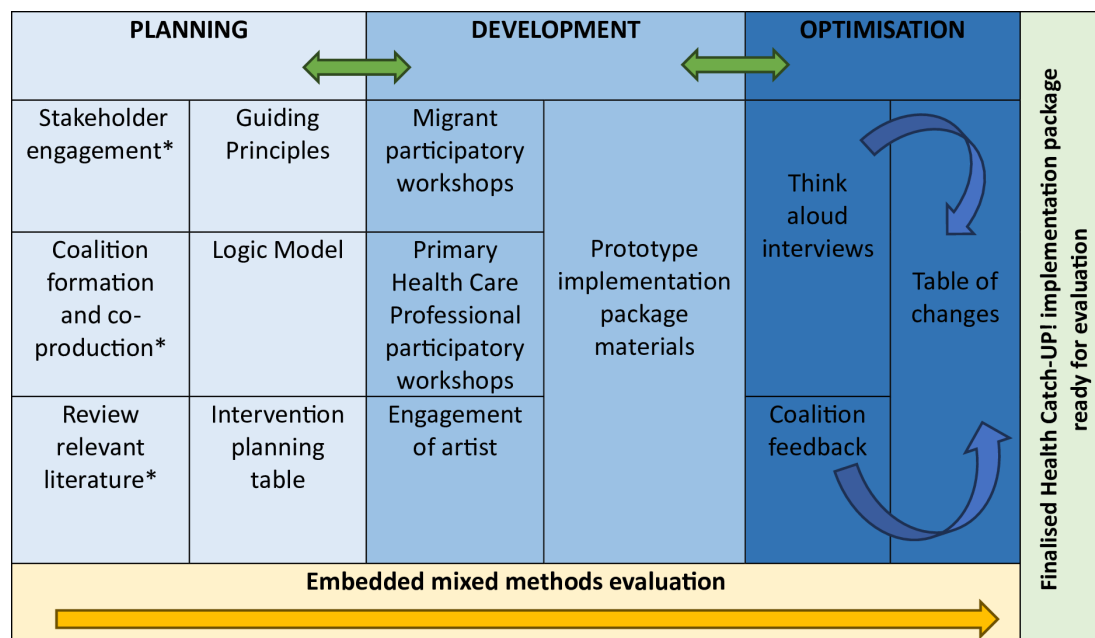 PLANNING
DEVELOPMENT
OPTIMISATION
Stakeholder
engagement*
Guiding
Principles
Migrant
participatory
workshops
Think
aloud
interviews
Coalition
formation
and co-
production*
Logic Model
Primary
Health Care
Professional
participatory
workshops
Prototype
implementation
package
materials
Table of
changes
Review
relevant
literature*
Intervention
planning
table
Engagement
of artist
Coalition
feedback
Finalised Health Catch-UP! implementation package
ready for evaluation
Embedded mixed methods evaluation